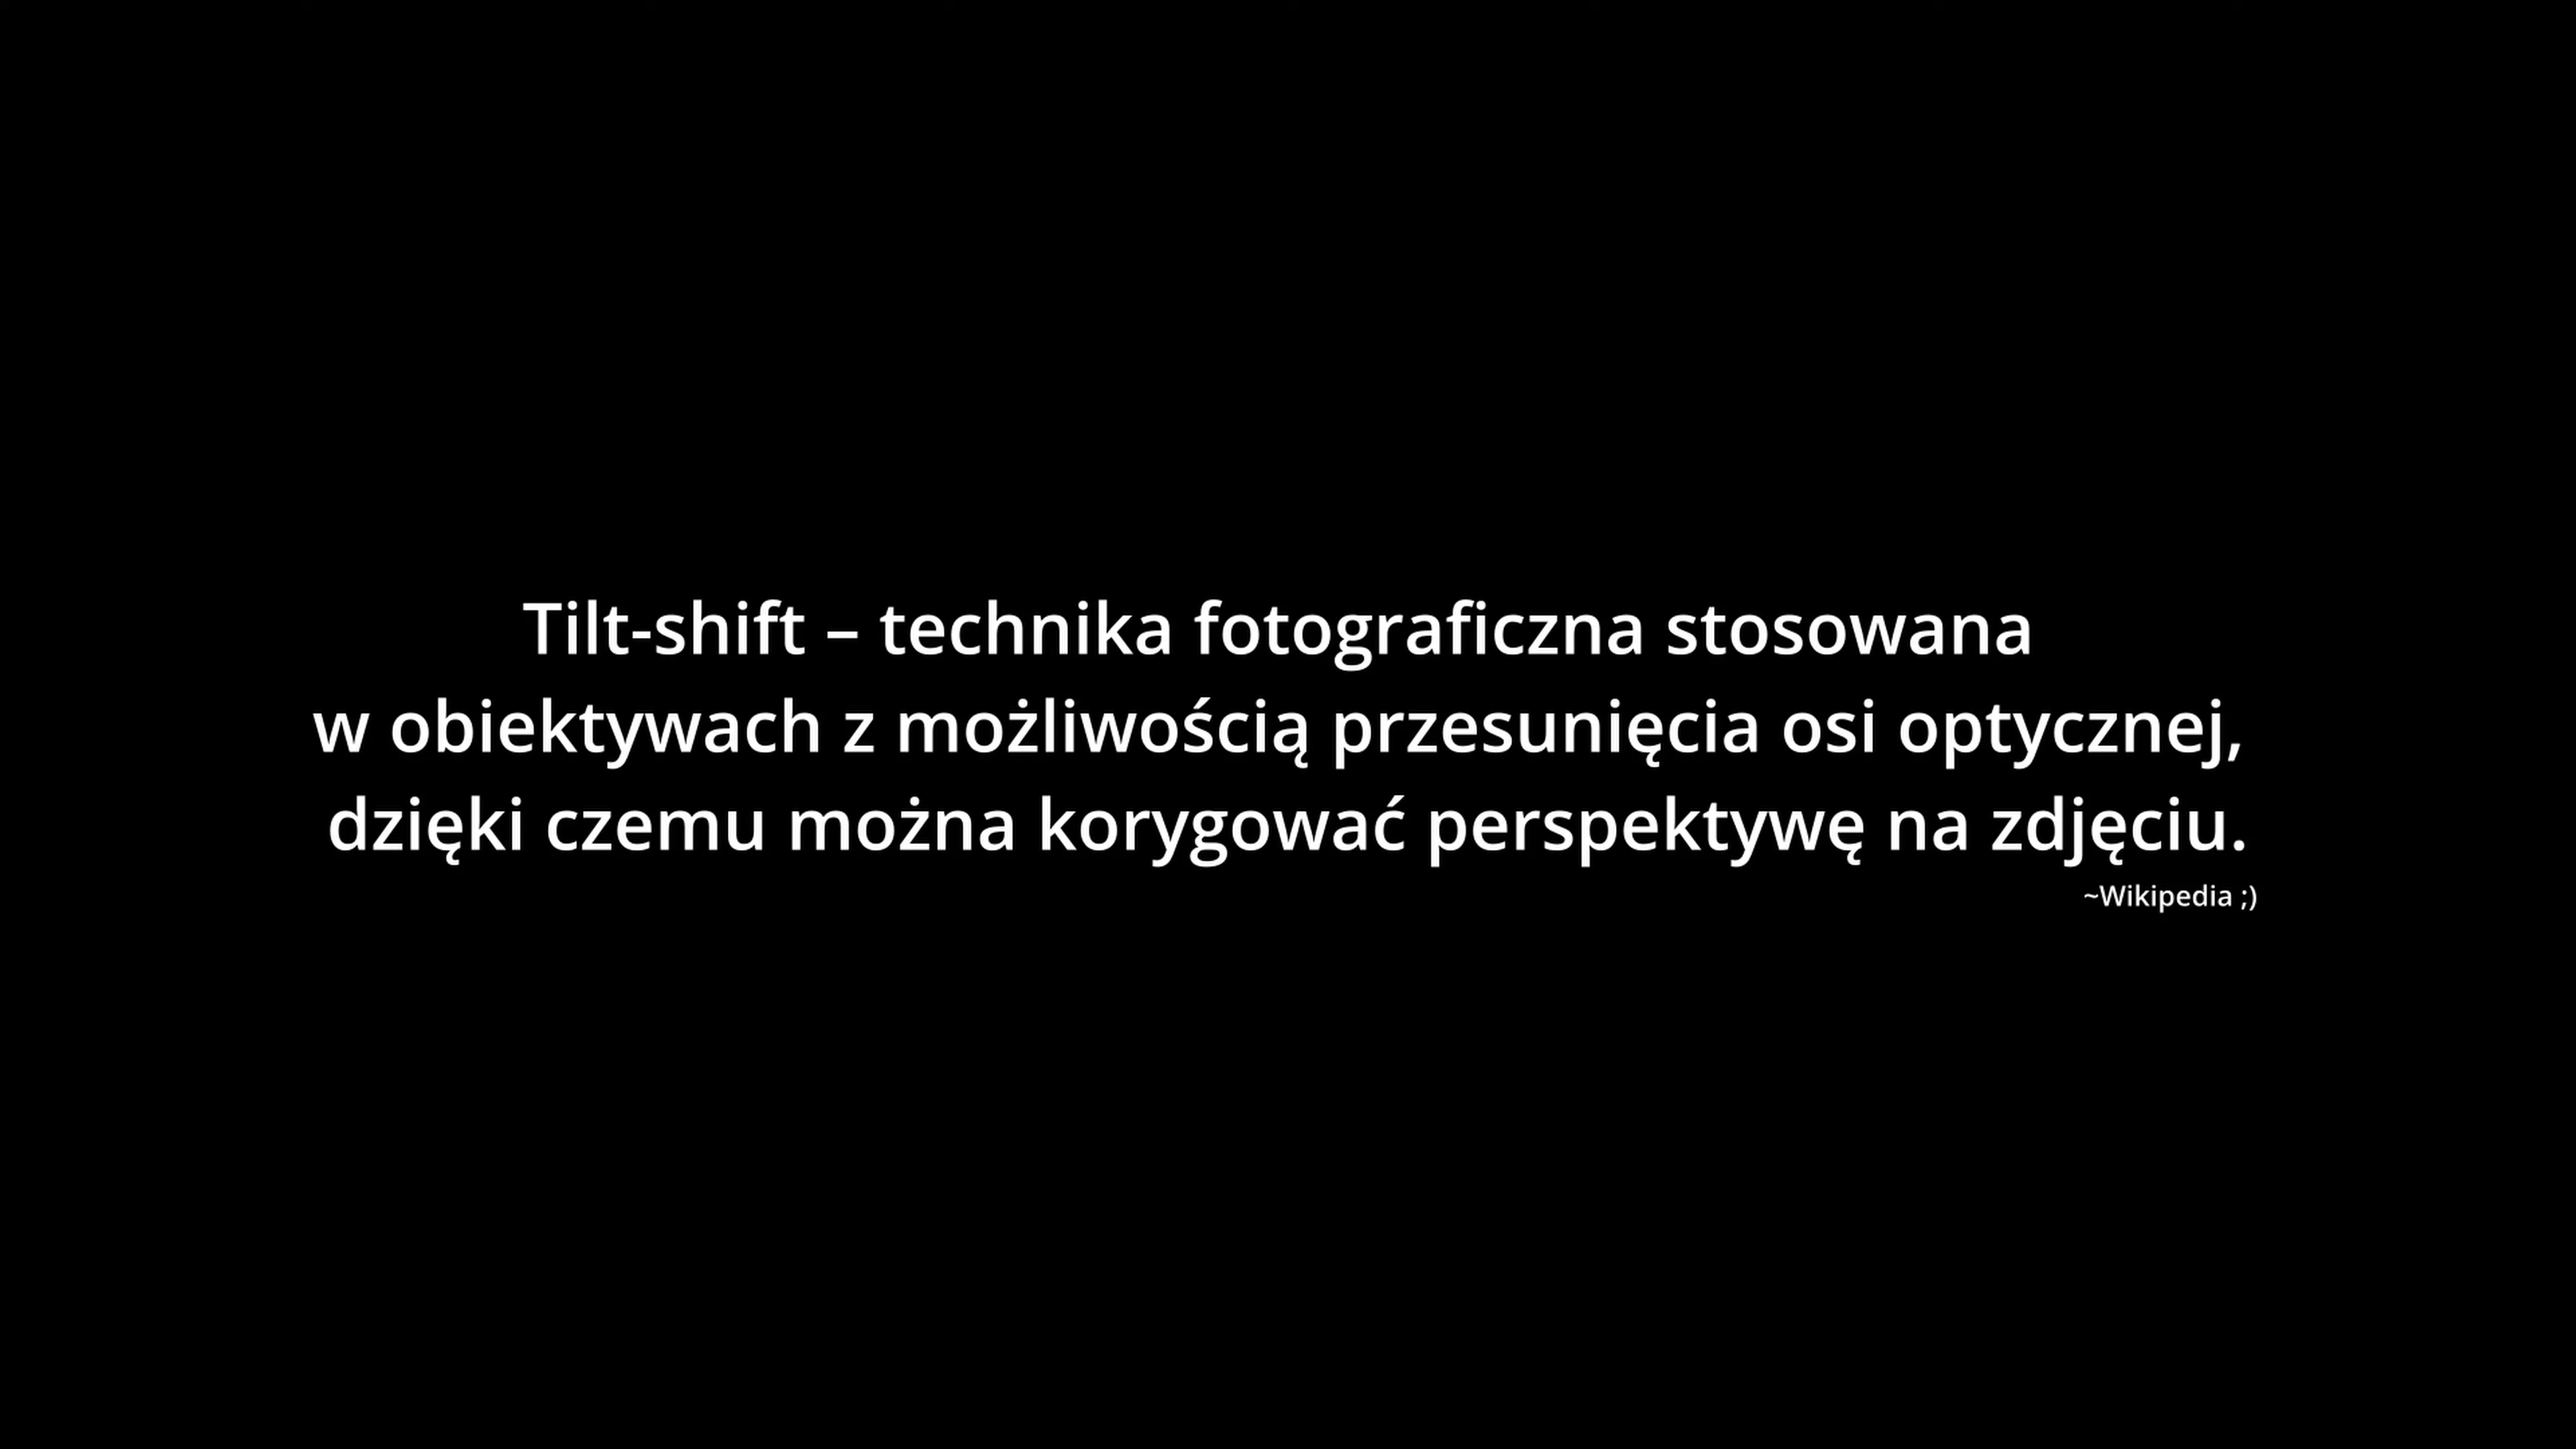 Tilt-shift – technika fotograficzna stosowana
w obiektywach z możliwością przesunięcia osi optycznej,
dzięki czemu można korygować perspektywę na zdjęciu.
~Wikipedia ;)